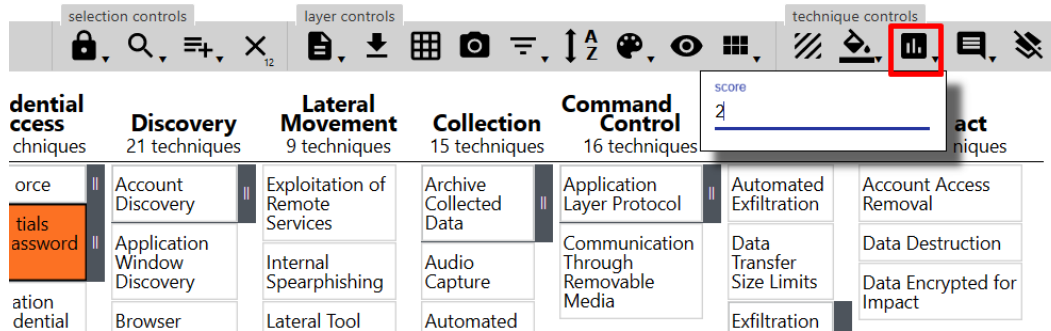 selection controls
layer controls
technique controls
12
A
Z
score
2
dential
ccess
chniques
Discovery
21 techniques
Lateral
Movement
9 techniques
Collection
15 techniques
Command
Control
16 techniques
act
niques
orce
tials
assword
ation
dential
Account
Discovery
Application
Window
Discovery
Browser
Exploitation of
Remote
Services
Internal
Spearphishing
Lateral Tool
Archive
Collected
Data
Audio
Capture
Automated
Application
Layer Protocol
Communication
Through
Removable
Media
Automated
Exfiltration
Data
Transfer
Size Limits
Exfiltration
Account Access
Removal
Data Destruction
Data Encrypted for
Impact